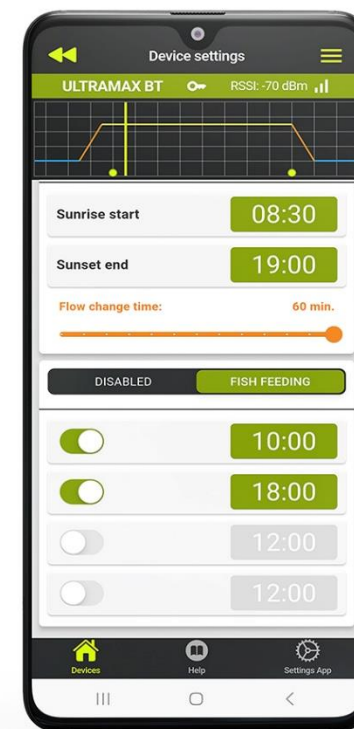 Device settings
ULTRAMAX BT RSSI: -70 dBm
Sunrise start 08:30
Sunset end 19:00
Flow change time: 60 min.
DISABLED FISH FEEDING
10:00
18:00
12:00
12:00
Devices Help Settings App